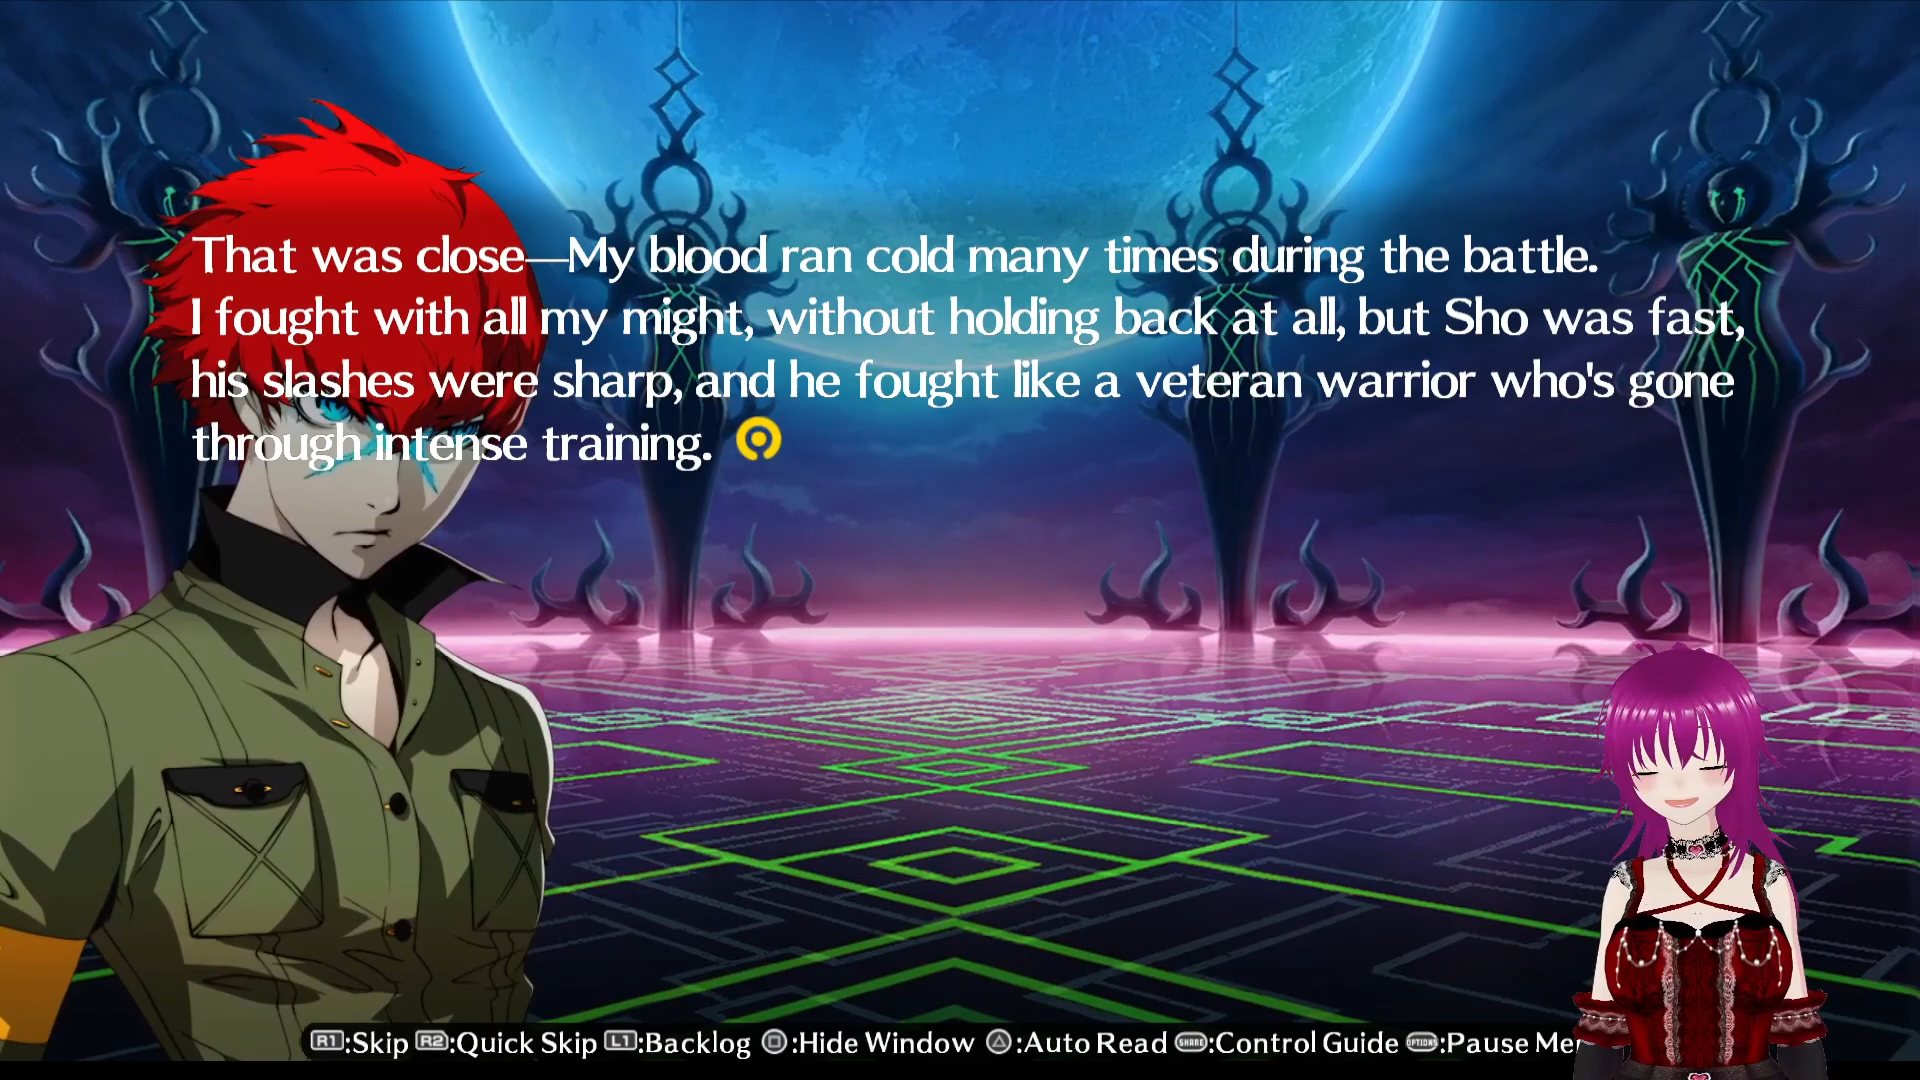 That was close—My blood ran cold many times during the battle.
I fought with all my might, without holding back at all, but Sho was fast,
his slashes were sharp, and he fought like a veteran warrior who's gone
through intense training.
R1:Skip R2:Quick Skip L1:Backlog :Hide Window :Auto Read SHARE:Control Guide OPTIONS:Pause Me